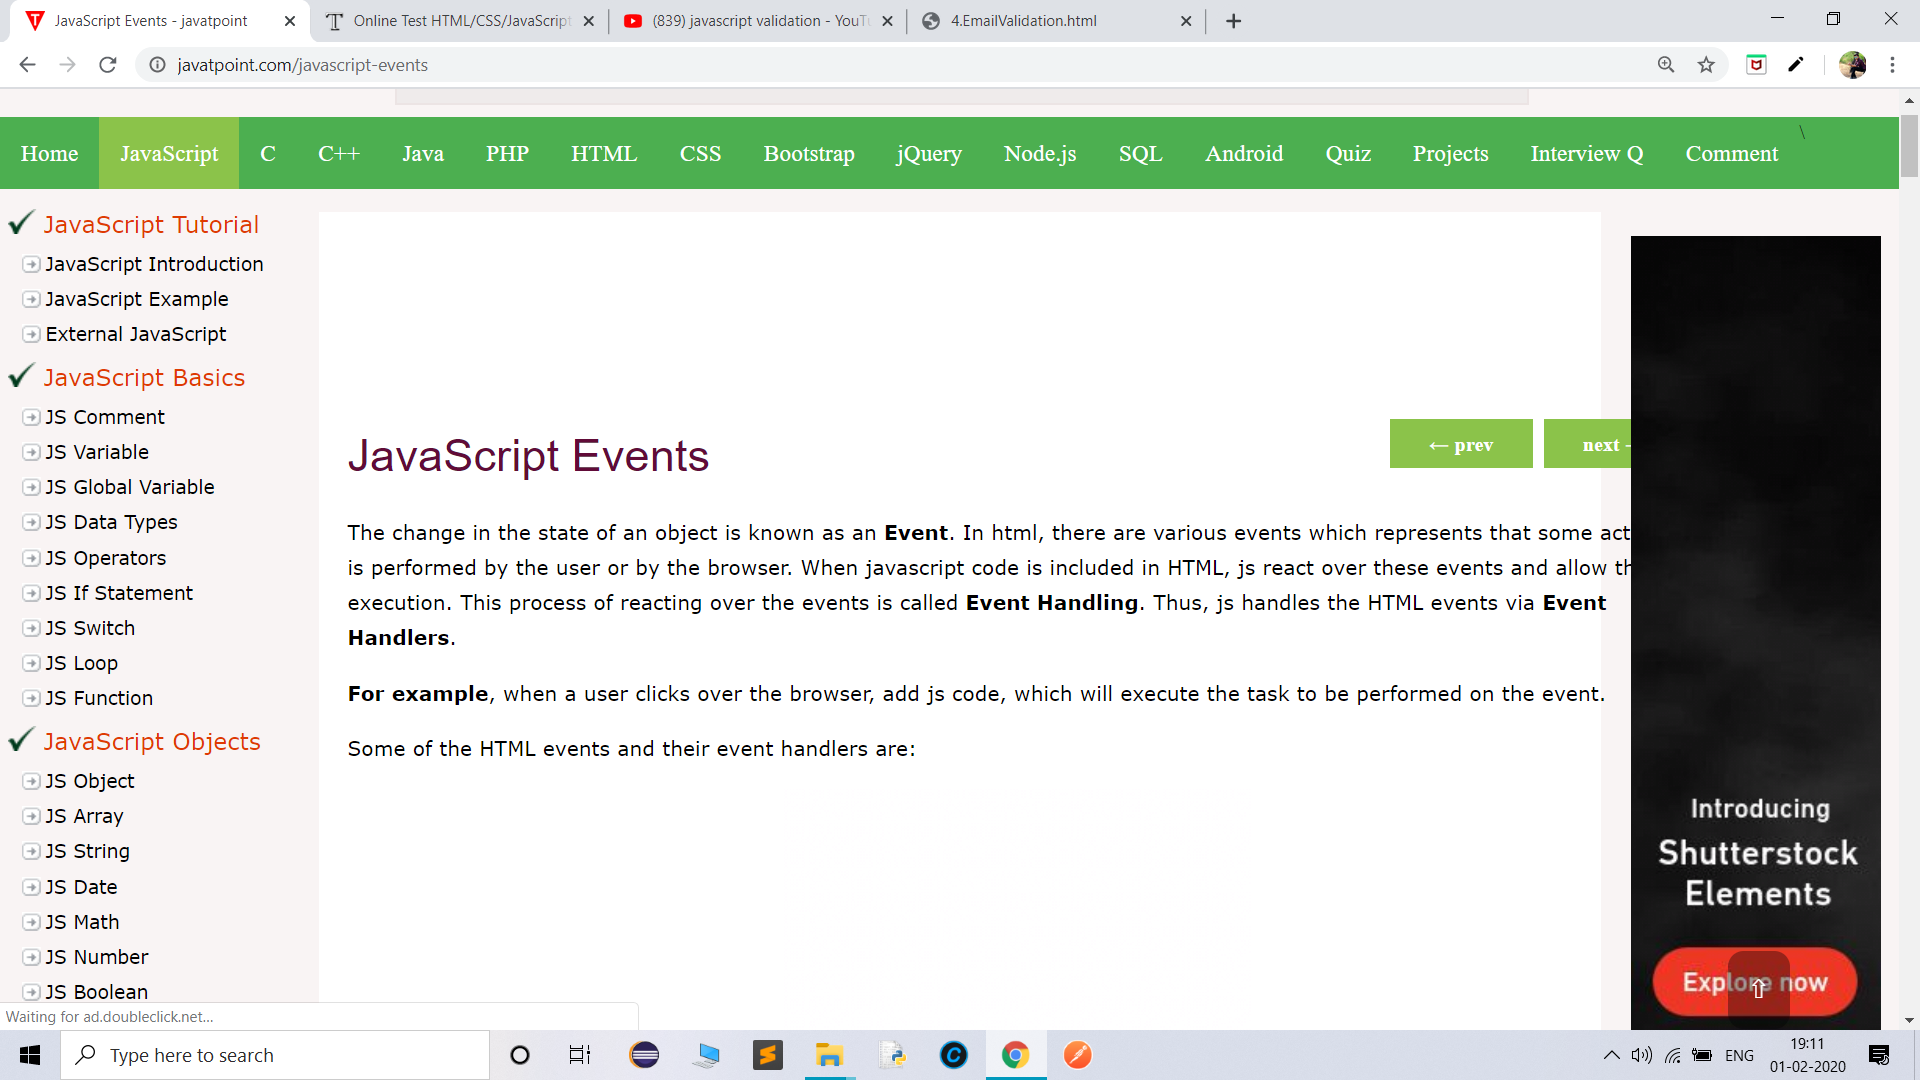 JavaScript Events - javatpoint
Online Test HTML/CSS/JavaScript
(839) javascript validation - YouTu
4.EmailValidation.html
javatpoint.com/javascript-events
Home JavaScript C C++ Java PHP HTML CSS Bootstrap jQuery Node.js SQL Android Quiz Projects Interview Q Comment \
JavaScript Tutorial
JavaScript Introduction
JavaScript Example
External JavaScript
JavaScript Basics
JS Comment
JS Variable
JS Global Variable
JS Data Types
JS Operators
JS If Statement
JS Switch
JS Loop
JS Function
JavaScript Objects
JS Object
JS Array
JS String
JS Date
JS Math
JS Number
JS Boolean
← prev
next
JavaScript Events
The change in the state of an object is known as an Event. In html, there are various events which represents that some act
is performed by the user or by the browser. When javascript code is included in HTML, js react over these events and allow th
execution. This process of reacting over the events is called Event Handling. Thus, js handles the HTML events via Event
Handlers.
For example, when a user clicks over the browser, add js code, which will execute the task to be performed on the event.
Some of the HTML events and their event handlers are:
Introducing
Shutterstock
Elements
Explore now
Waiting for ad.doubleclick.net...
Type here to search
ENG
19:11
01-02-2020